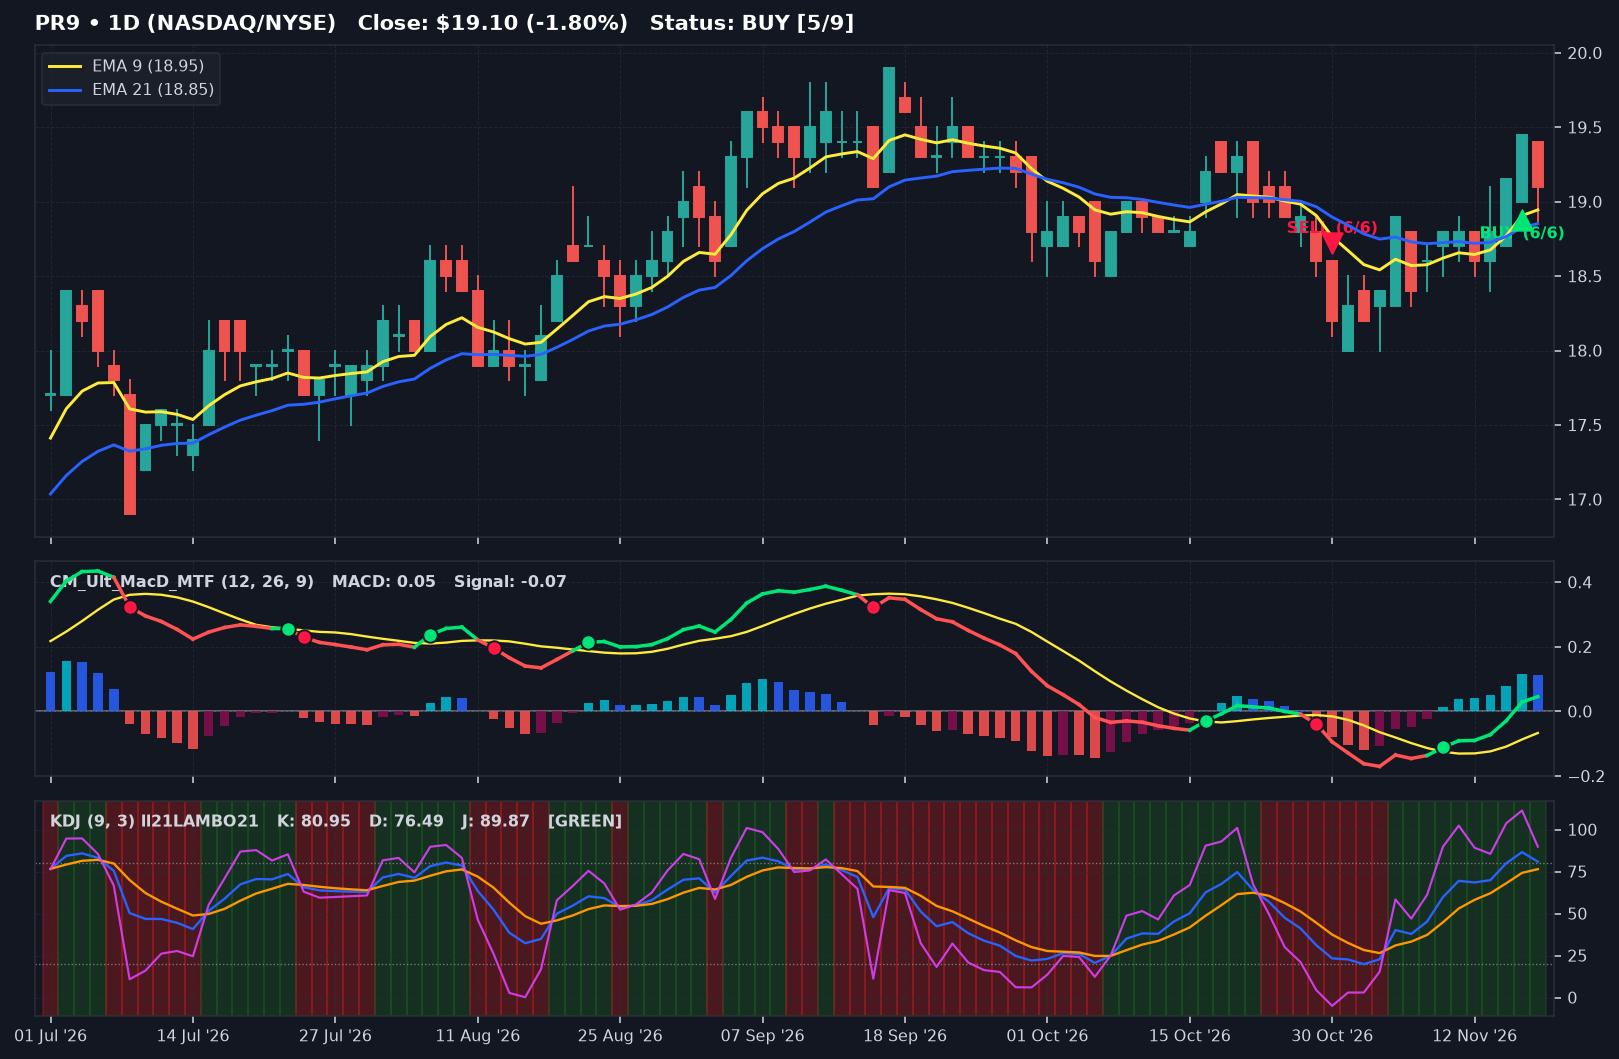 PR9 • 1D (NASDAQ/NYSE)   Close: $19.10 (-1.80%)   Status: BUY [5/9]
EMA 9 (18.95)
EMA 21 (18.85)
20.0
19.5
19.0
18.5
18.0
17.5
17.0
SELL (6/6)
BUY (6/6)
CM_Ult_MacD_MTF (12, 26, 9)   MACD: 0.05   Signal: -0.07
0.4
0.2
0.0
−0.2
KDJ (9, 3) II21LAMBO21   K: 80.95   D: 76.49   J: 89.87   [GREEN]
100
75
50
25
0
01 Jul '26
14 Jul '26
27 Jul '26
11 Aug '26
25 Aug '26
07 Sep '26
18 Sep '26
01 Oct '26
15 Oct '26
30 Oct '26
12 Nov '26